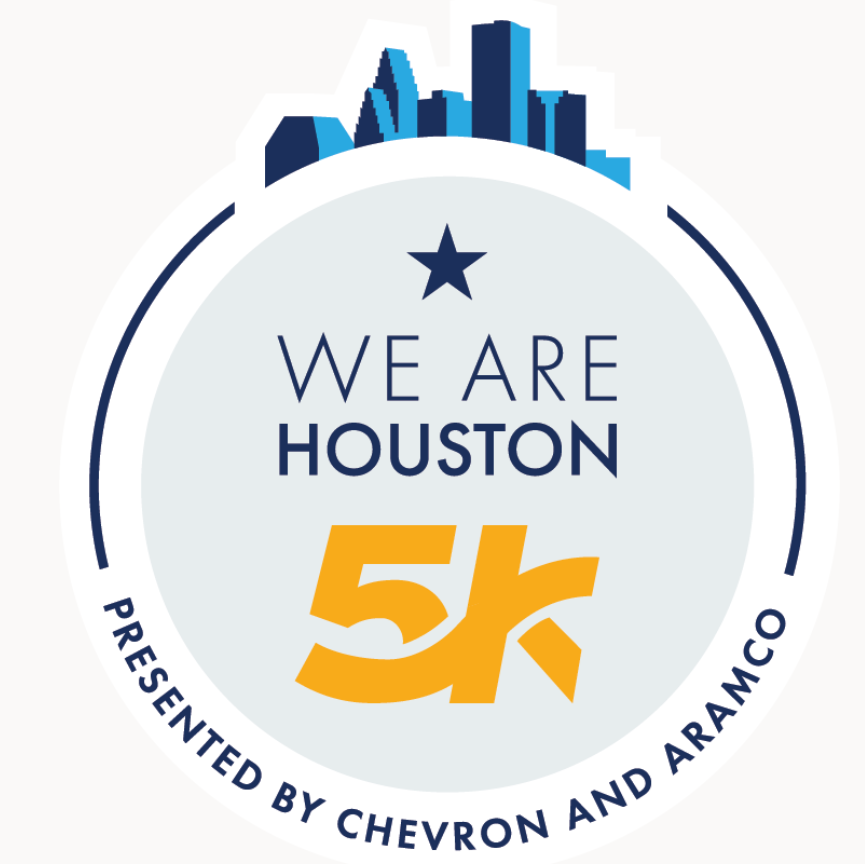 WE ARE
HOUSTON
5k
PRESENTED BY CHEVRON AND ARAMCO